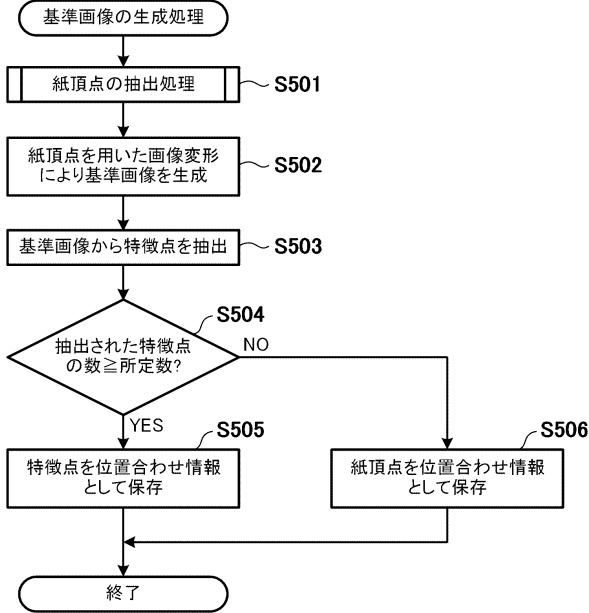 基準画像の生成処理
紙頂点の抽出処理
S501
紙頂点を用いた画像変形
により基準画像を生成
S502
基準画像から特徴点を抽出
S503
S504
抽出された特徴点
の数≧所定数?
NO
YES
S505
特徴点を位置合わせ情報
として保存
S506
紙頂点を位置合わせ情報
として保存
終了